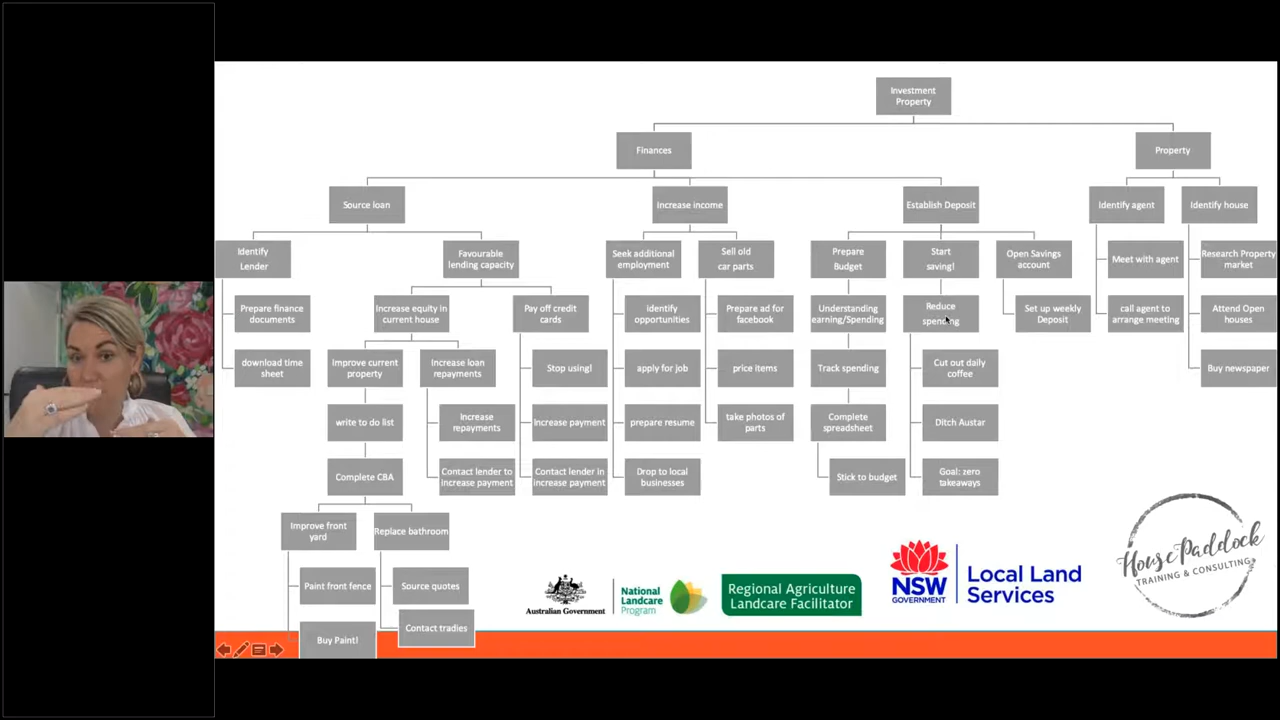 Investment
Property
Finances
Property
Source loan
Increase income
Establish Deposit
Identify agent
Identify house
Identify
Lender
Favourable
lending capacity
Seek additional
employment
Sell old
car parts
Prepare
Budget
Start
saving!
Open Savings
account
Meet with agent
Research Property
market
Prepare finance
documents
Increase equity in
current house
Pay off credit
cards
identify
opportunities
Prepare ad for
facebook
Understanding
earning/Spending
Reduce
spending
Set up weekly
Deposit
call agent to
arrange meeting
Attend Open
houses
download time
sheet
Improve current
property
Increase loan
repayments
Stop using!
apply for job
price items
Track spending
Cut out daily
coffee
Buy newspaper
write to do list
Increase
repayments
Increase payment
prepare resume
take photos of
parts
Complete
spreadsheet
Ditch Austar
Complete CBA
Contact lender to
increase payment
Contact lender in
increase payment
Drop to local
businesses
Stick to budget
Goal: zero
takeaways
Improve front
yard
Replace bathroom
Paint front fence
Source quotes
Buy Paint!
Contact tradies
Australian Government
National
Landcare
Program
Regional Agriculture
Landcare Facilitator
NSW
GOVERNMENT
Local Land
Services
House Paddock
TRAINING & CONSULTING